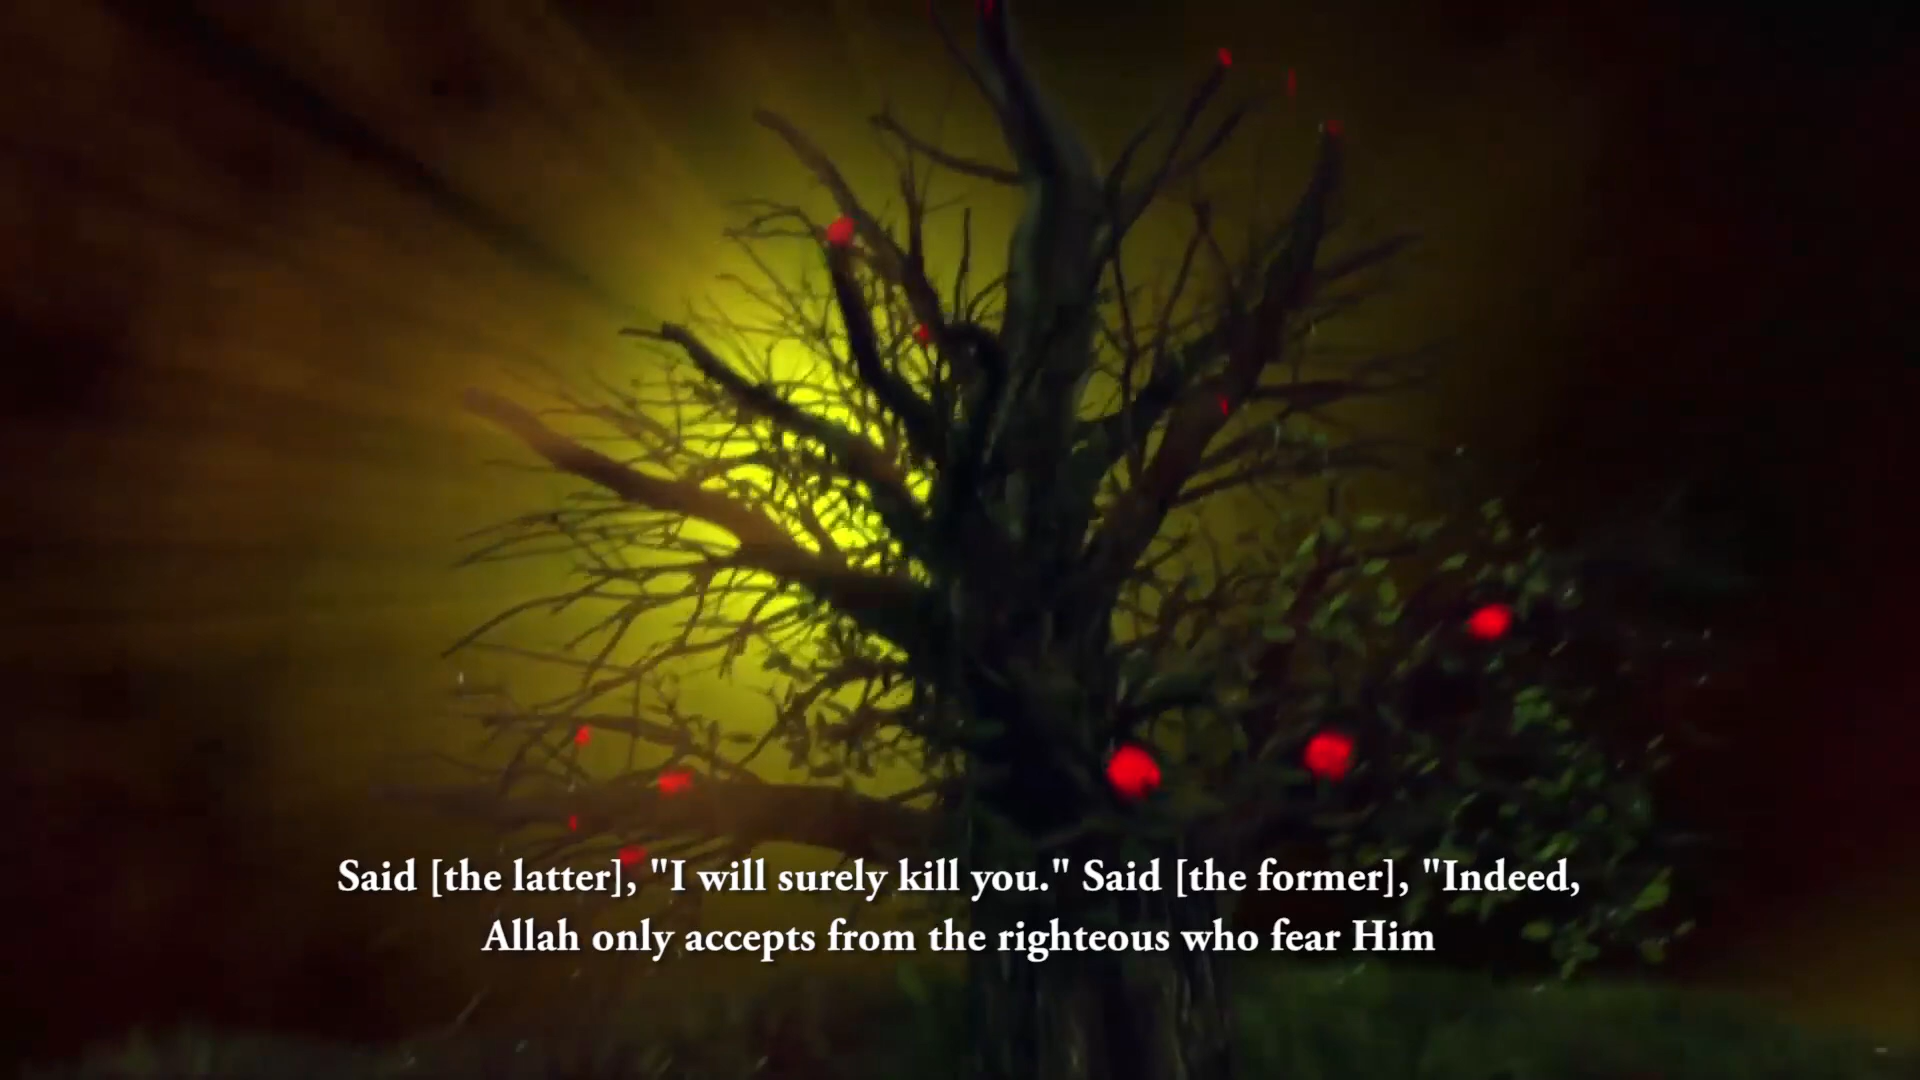 Said [the latter], "I will surely kill you." Said [the former], "Indeed,
Allah only accepts from the righteous who fear Him